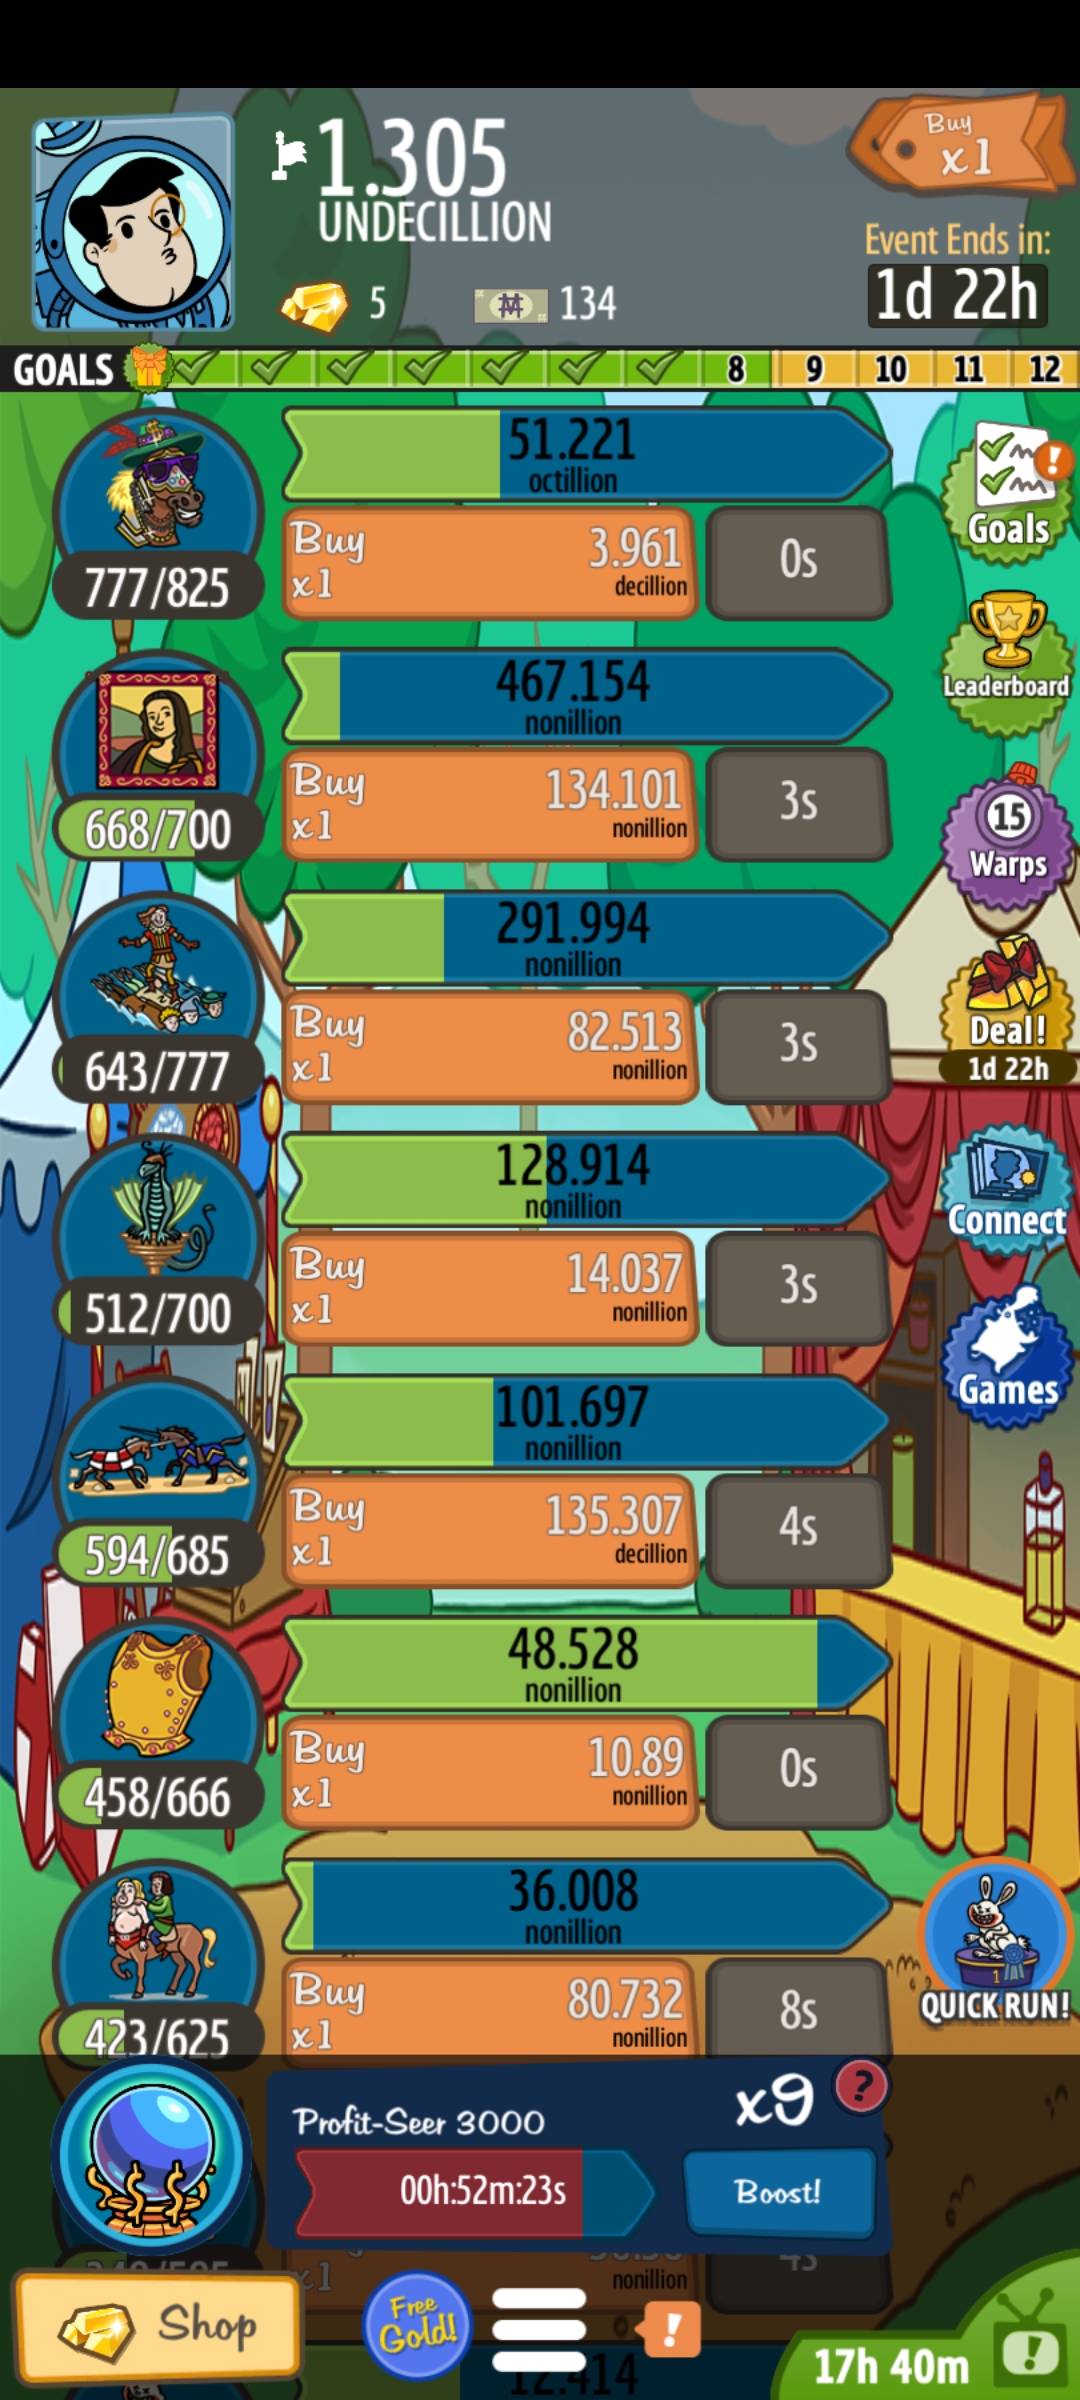 1.305
UNDECILLION
Buy
x1
Event Ends in:
1d 22h
5
134
GOALS
8
9
10
11
12
51.221
octillion
777/825
Buy
x1
3.961
decillion
0s
Goals
467.154
nonillion
668/700
Buy
x1
134.101
nonillion
3s
Leaderboard
15
Warps
291.994
nonillion
643/777
Buy
x1
82.513
nonillion
3s
Deal!
1d 22h
128.914
nonillion
512/700
Buy
x1
14.037
nonillion
3s
Connect
Games
101.697
nonillion
594/685
Buy
x1
135.307
decillion
4s
48.528
nonillion
458/666
Buy
x1
10.89
nonillion
0s
36.008
nonillion
423/625
Buy
x1
80.732
nonillion
8s
1
QUICK RUN!
Profit-Seer 3000
x9
?
00h:52m:23s
Boost!
x1
nonillion
4s
Shop
Free
Gold!
!
12.414
17h 40m
!